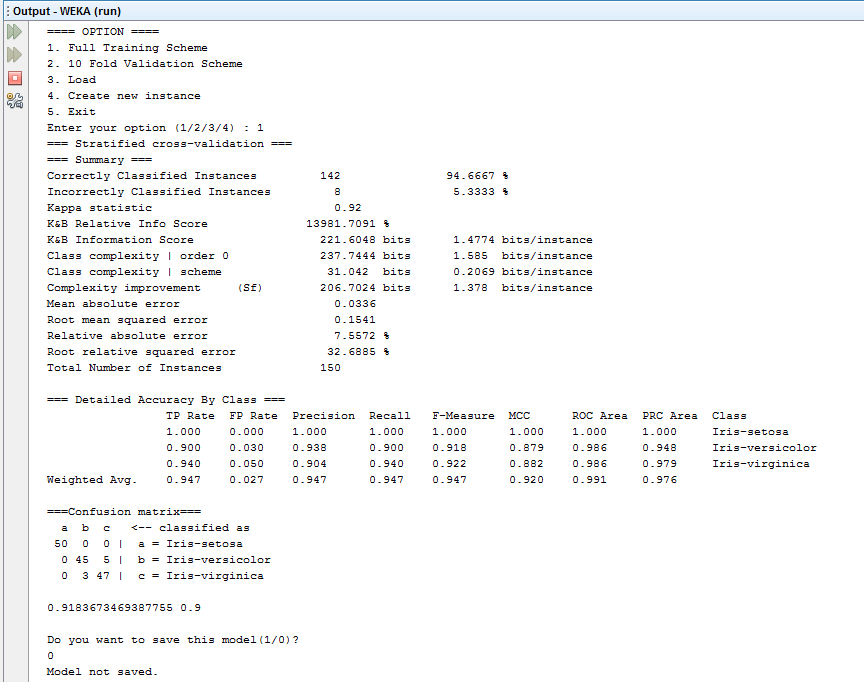 Output - WEKA (run)
==== OPTION ====
1. Full Training Scheme
2. 10 Fold Validation Scheme
3. Load
4. Create new instance
5. Exit
Enter your option (1/2/3/4) : 1
=== Stratified cross-validation ===
=== Summary ===
Correctly Classified Instances         142               94.6667 %
Incorrectly Classified Instances         8                5.3333 %
Kappa statistic                          0.92
K&B Relative Info Score              13981.7091 %
K&B Information Score                  221.6048 bits      1.4774 bits/instance
Class complexity | order 0             237.7444 bits      1.585  bits/instance
Class complexity | scheme               31.042  bits      0.2069 bits/instance
Complexity improvement     (Sf)        206.7024 bits      1.378  bits/instance
Mean absolute error                      0.0336
Root mean squared error                  0.1541
Relative absolute error                  7.5572 %
Root relative squared error             32.6885 %
Total Number of Instances              150
=== Detailed Accuracy By Class ===
                 TP Rate  FP Rate  Precision  Recall   F-Measure  MCC      ROC Area  PRC Area  Class
                 1.000    0.000    1.000      1.000    1.000      1.000    1.000     1.000     Iris-setosa
                 0.900    0.030    0.938      0.900    0.918      0.879    0.986     0.948     Iris-versicolor
                 0.940    0.050    0.904      0.940    0.922      0.882    0.986     0.979     Iris-virginica
Weighted Avg.    0.947    0.027    0.947      0.947    0.947      0.920    0.991     0.976
===Confusion matrix===
  a  b  c   <-- classified as
 50  0  0 |  a = Iris-setosa
  0 45  5 |  b = Iris-versicolor
  0  3 47 |  c = Iris-virginica
0.9183673469387755 0.9
Do you want to save this model(1/0)?
0
Model not saved.